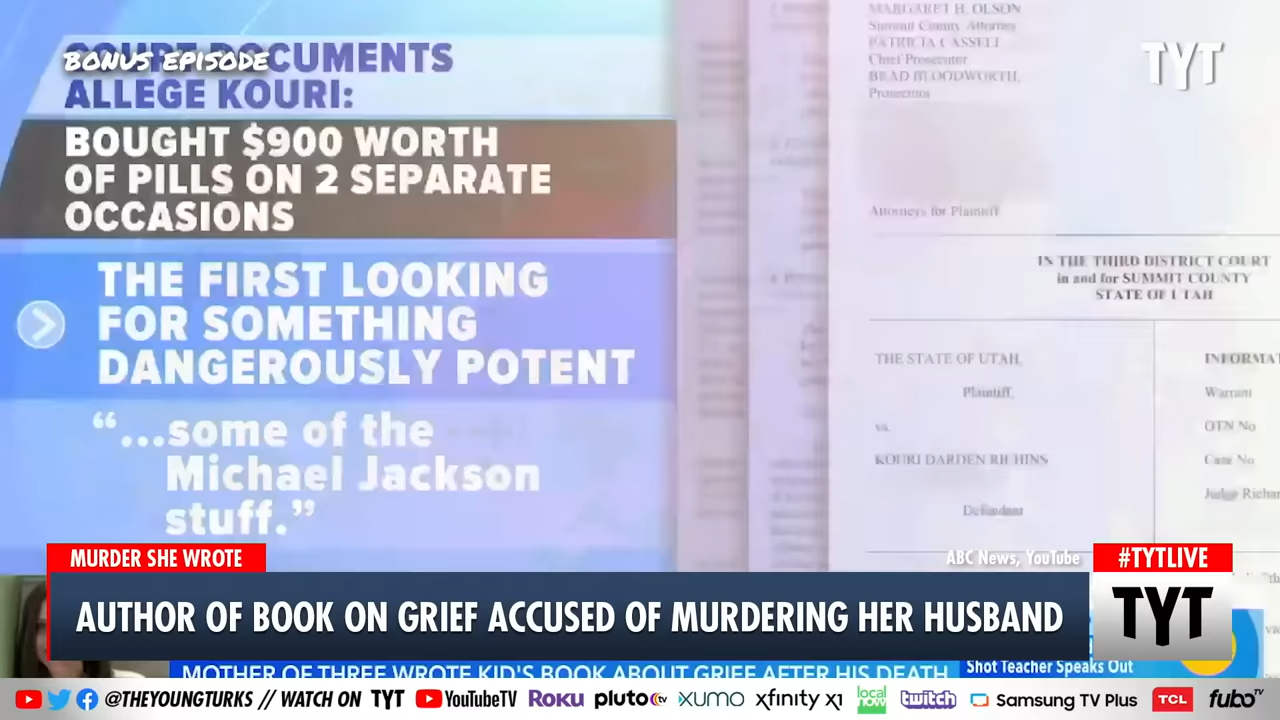 COURT DOCUMENTS
BONUS EPISODE
ALLEGE KOURI:
BOUGHT $900 WORTH
OF PILLS ON 2 SEPARATE
OCCASIONS
THE FIRST LOOKING
FOR SOMETHING
DANGEROUSLY POTENT
“...some of the
Michael Jackson
stuff.”
MARGARET H. OLSON
Summit County Attorney
PATRICIA CASSELL
Chief Prosecutor
BRAD BLOODWORTH
Prosecutor
TYT
Attorneys for Plaintiff
IN THE THIRD DISTRICT COURT
in and for SUMMIT COUNTY
STATE OF UTAH
THE STATE OF UTAH,
Plaintiff,
vs.
KOURI DARDEN RICHINS
Defendant
Warrant
OTN No
Case No.
Judge
MURDER SHE WROTE
ABC News, YouTube
#TYTLIVE
AUTHOR OF BOOK ON GRIEF ACCUSED OF MURDERING HER HUSBAND
TYT
MOTHER OF THREE WROTE KID'S BOOK ABOUT GRIEF AFTER HIS DEATH
Shot Teacher Speaks Out
@THEYOUNGTURKS // WATCH ON TYT YouTubeTV ROKU pluto tv XUMO xfinity X1 local now twitch Samsung TV Plus TCL fubo TV